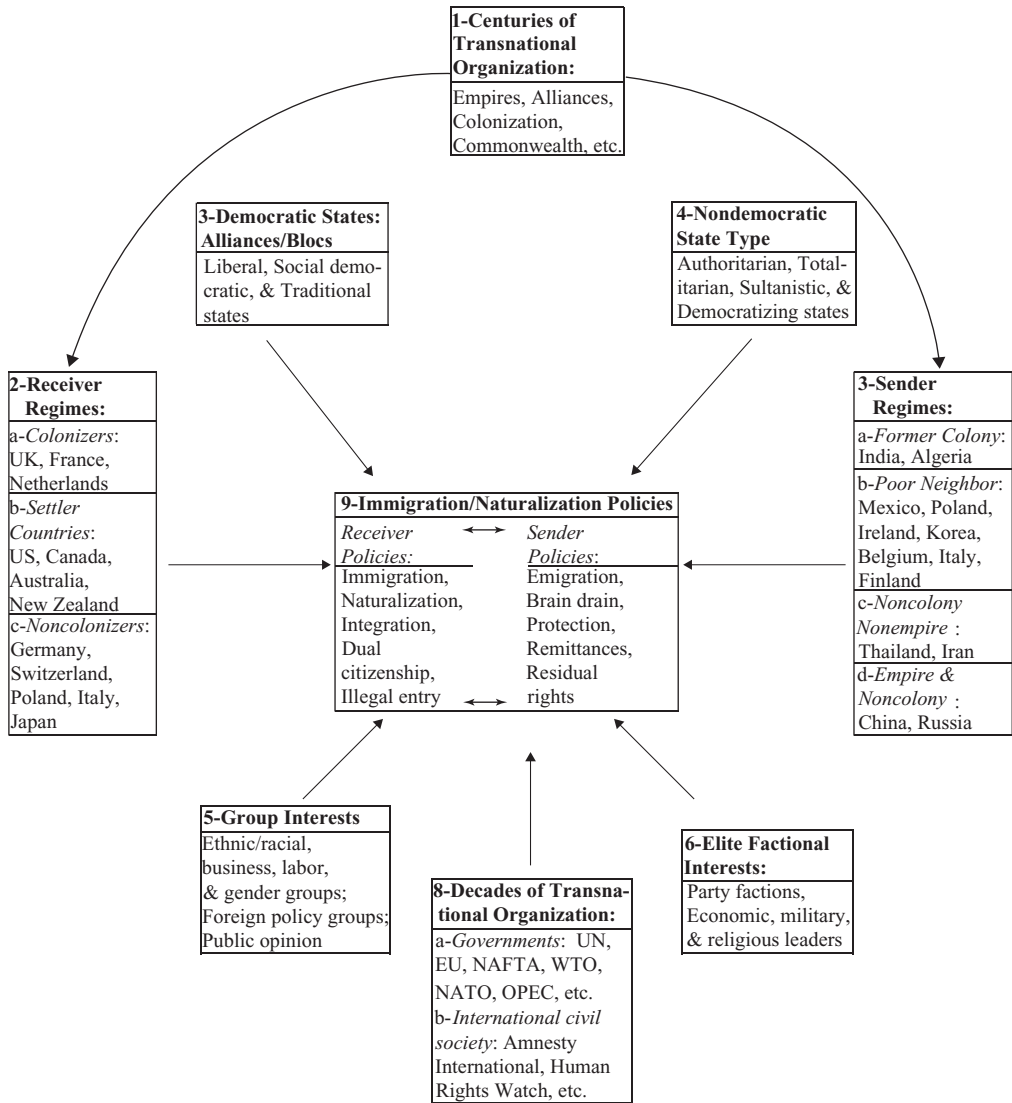 1-Centuries of
Transnational
Organization:
Empires, Alliances,
Colonization,
Commonwealth, etc.
3-Democratic States:
Alliances/Blocs
Liberal, Social demo-
cratic, & Traditional
states
4-Nondemocratic
State Type
Authoritarian, Total-
itarian, Sultanistic, &
Democratizing states
2-Receiver
Regimes:
a-Colonizers:
UK, France,
Netherlands
b-Settler
Countries:
US, Canada,
Australia,
New Zealand
c-Noncolonizers:
Germany,
Switzerland,
Poland, Italy,
Japan
9-Immigration/Naturalization Policies
Receiver
Policies:
Immigration,
Naturalization,
Integration,
Dual
citizenship,
Illegal entry
Sender
Policies:
Emigration,
Brain drain,
Protection,
Remittances,
Residual
rights
3-Sender
Regimes:
a-Former Colony:
India, Algeria
b-Poor Neighbor:
Mexico, Poland,
Ireland, Korea,
Belgium, Italy,
Finland
c-Noncolony
Nonempire :
Thailand, Iran
d-Empire &
Noncolony :
China, Russia
5-Group Interests
Ethnic/racial,
business, labor,
& gender groups;
Foreign policy groups;
Public opinion
8-Decades of Transna-
tional Organization:
a-Governments: UN,
EU, NAFTA, WTO,
NATO, OPEC, etc.
b-International civil
society: Amnesty
International, Human
Rights Watch, etc.
6-Elite Factional
Interests:
Party factions,
Economic, military,
& religious leaders